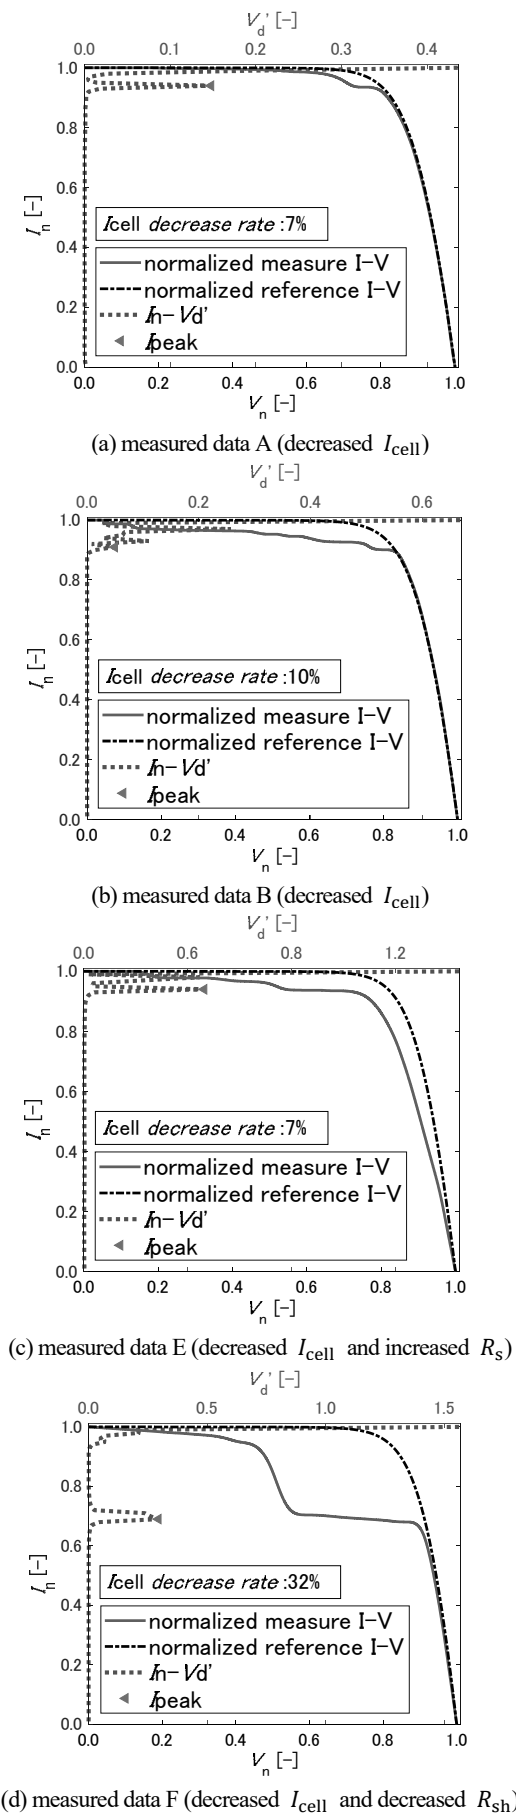 V_d' [−]
0.0 0.1 0.2 0.3 0.4
1.0
0.8
0.6
0.4
0.2
0.0
I_n [−]
Icell decrease rate :7%
normalized measure I−V
normalized reference I−V
In−Vd'
Ipeak
0.0 0.2 0.4 0.6 0.8 1.0
V_n [−]
(a) measured data A (decreased I_cell)
V_d' [−]
0.0 0.2 0.4 0.6
1.0
0.8
0.6
0.4
0.2
0.0
I_n [−]
Icell decrease rate :10%
normalized measure I−V
normalized reference I−V
In−Vd'
Ipeak
0.0 0.2 0.4 0.6 0.8 1.0
V_n [−]
(b) measured data B (decreased I_cell)
V_d' [−]
0.0 0.6 0.8 1.2
1.0
0.8
0.6
0.4
0.2
0.0
I_n [−]
Icell decrease rate :7%
normalized measure I−V
normalized reference I−V
In−Vd'
Ipeak
0.0 0.2 0.4 0.6 0.8 1.0
V_n [−]
(c) measured data E (decreased I_cell and increased R_s)
V_d' [−]
0.0 0.5 1.0 1.5
1.0
0.8
0.6
0.4
0.2
0.0
I_n [−]
Icell decrease rate :32%
normalized measure I−V
normalized reference I−V
In−Vd'
Ipeak
0.0 0.2 0.4 0.6 0.8 1.0
V_n [−]
(d) measured data F (decreased I_cell and decreased R_sh)